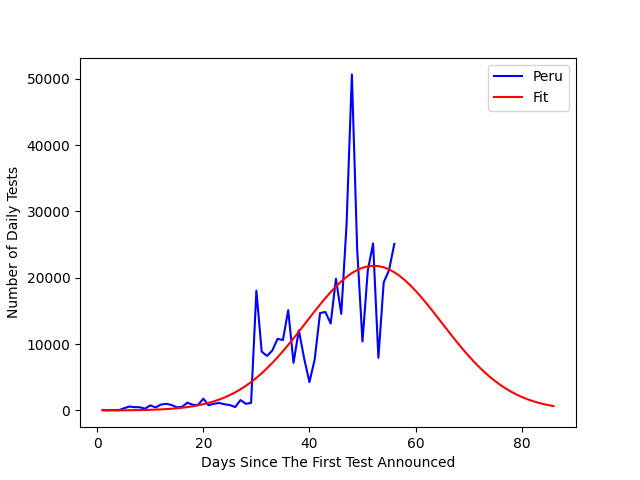 Peru
Fit
50000
40000
30000
20000
10000
0
Number of Daily Tests
0 20 40 60 80
Days Since The First Test Announced